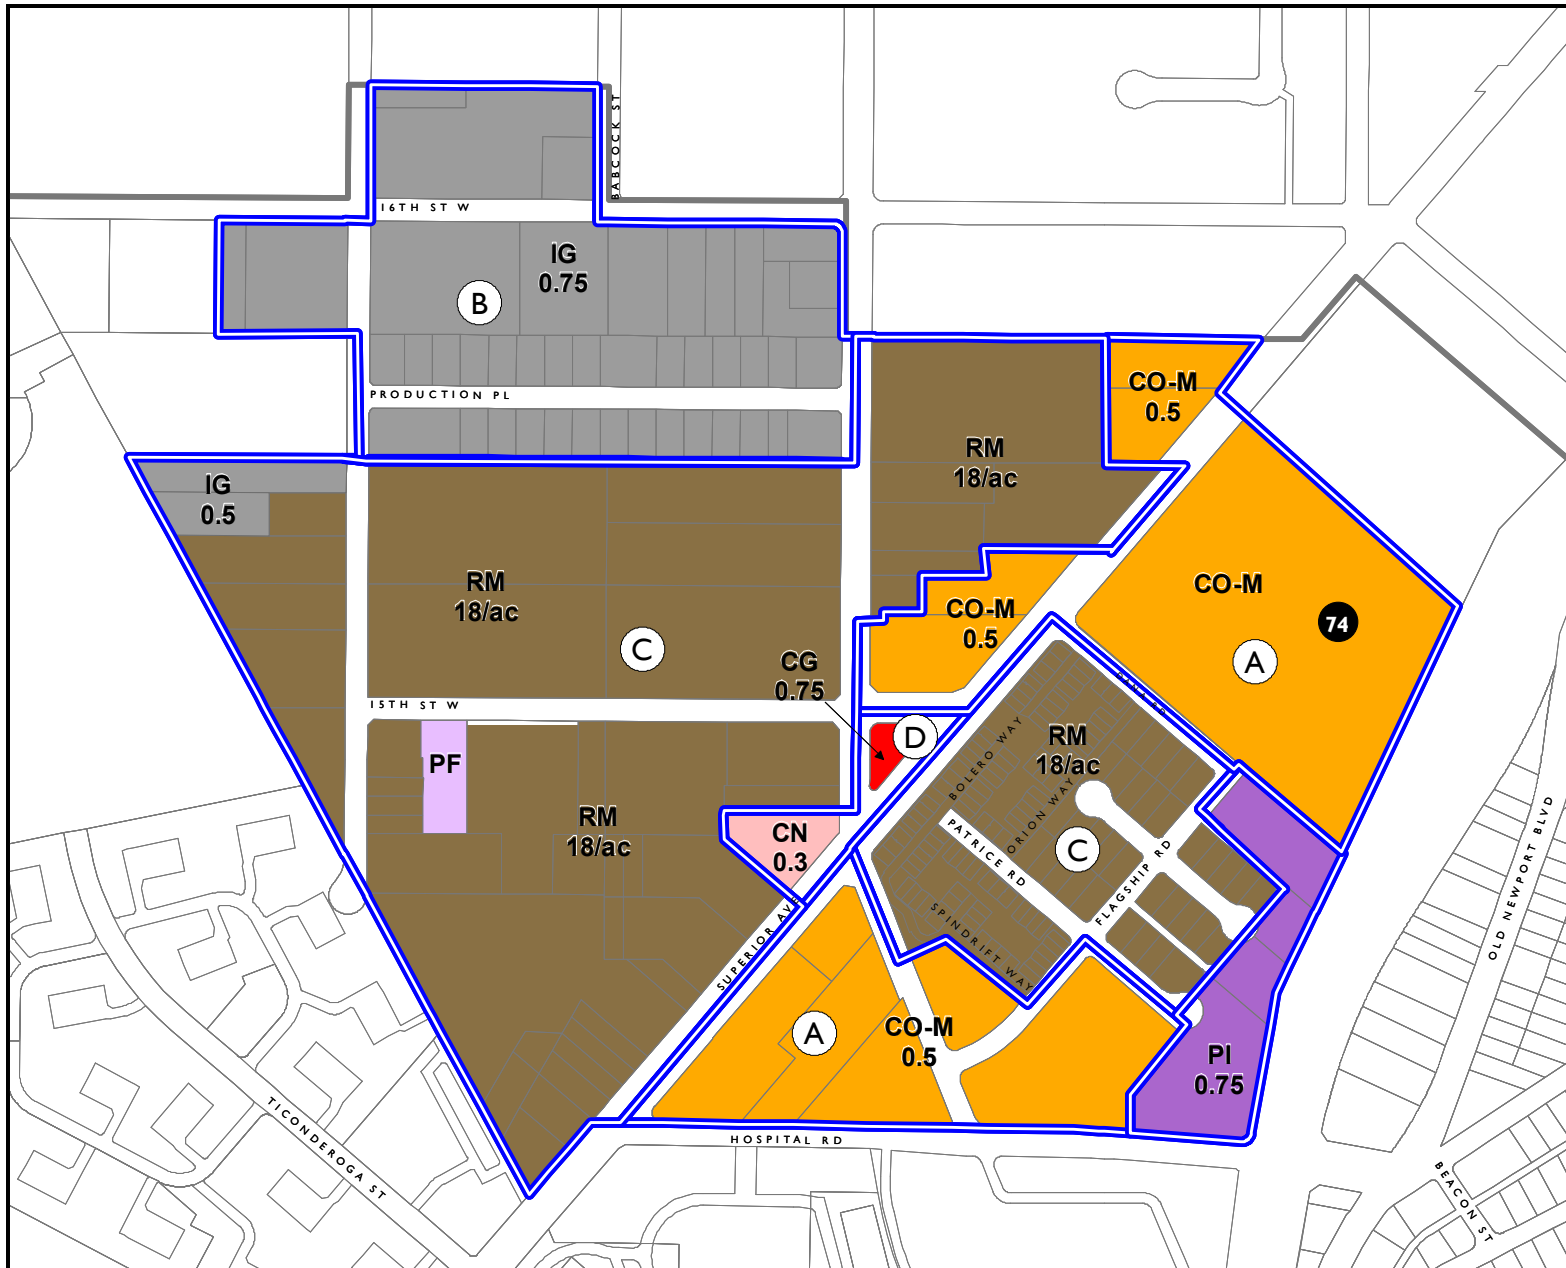 BABCOCK ST
16TH ST W
IG
0.75
B
PRODUCTION PL
CO-M
0.5
RM
18/ac
IG
0.5
RM
18/ac
CO-M
74
CO-M
0.5
C
A
CG
0.75
15TH ST W
D
BOLERO WAY
RM
18/ac
PF
ORION WAY
RM
18/ac
CN
0.3
PATRICE RD
C
FLAGSHIP RD
OLD NEWPORT BLVD
SUPERIOR AVE
SPINDRIFT WAY
A
CO-M
0.5
PI
0.75
TICONDEROGA ST
HOSPITAL RD
BEACON ST